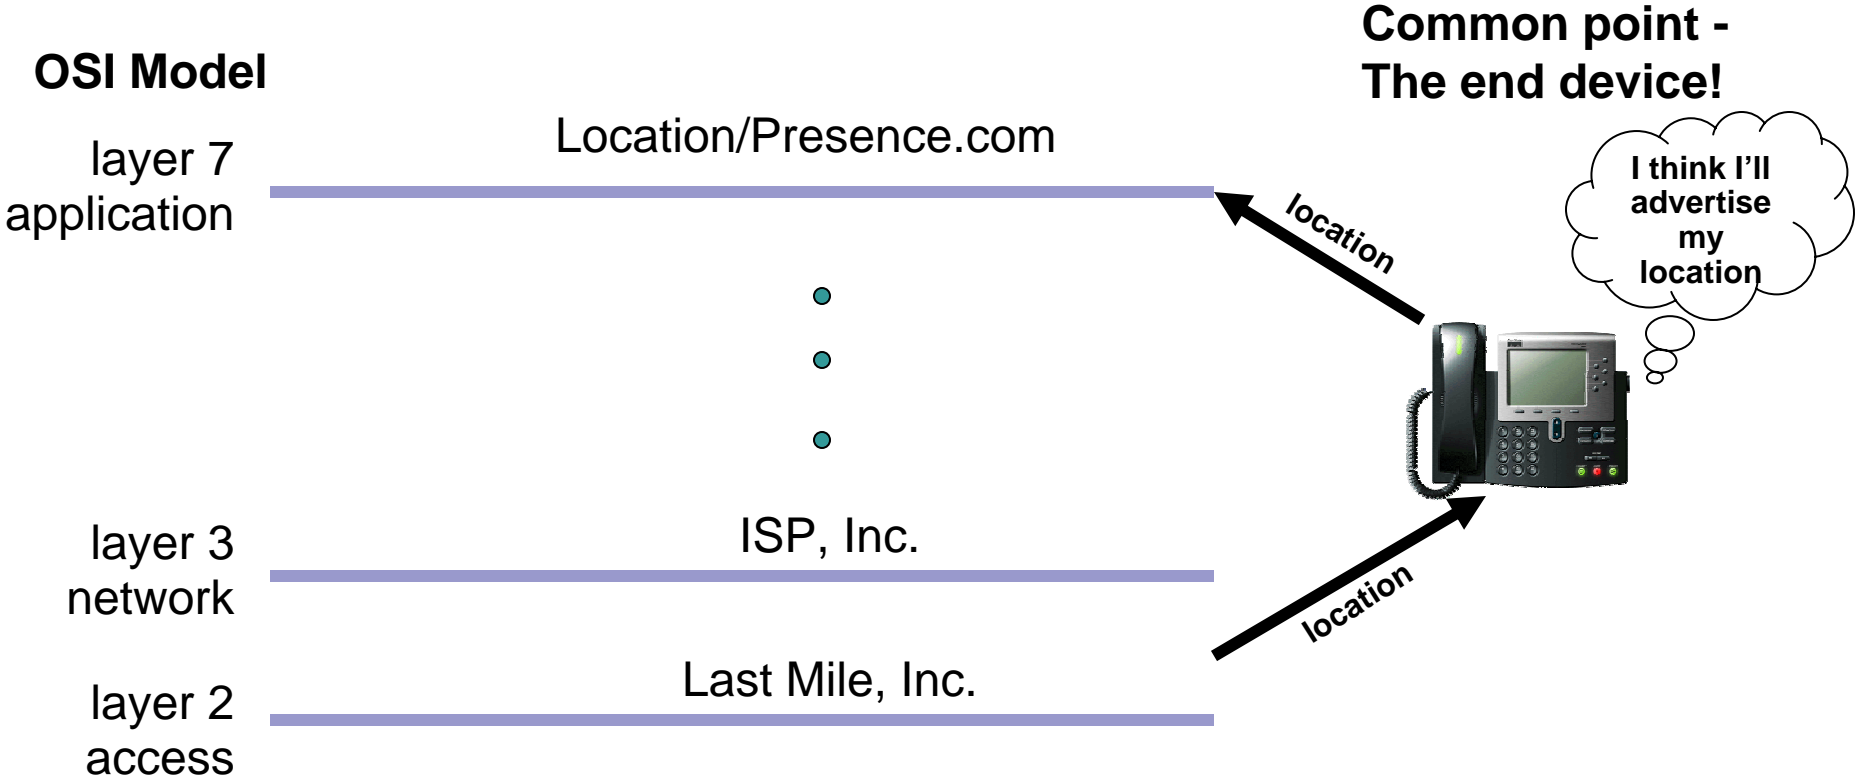 Common point -
The end device!
OSI Model
Location/Presence.com
layer 7
application
I think I'll
advertise
my
location
location
ISP, Inc.
layer 3
network
location
Last Mile, Inc.
layer 2
access